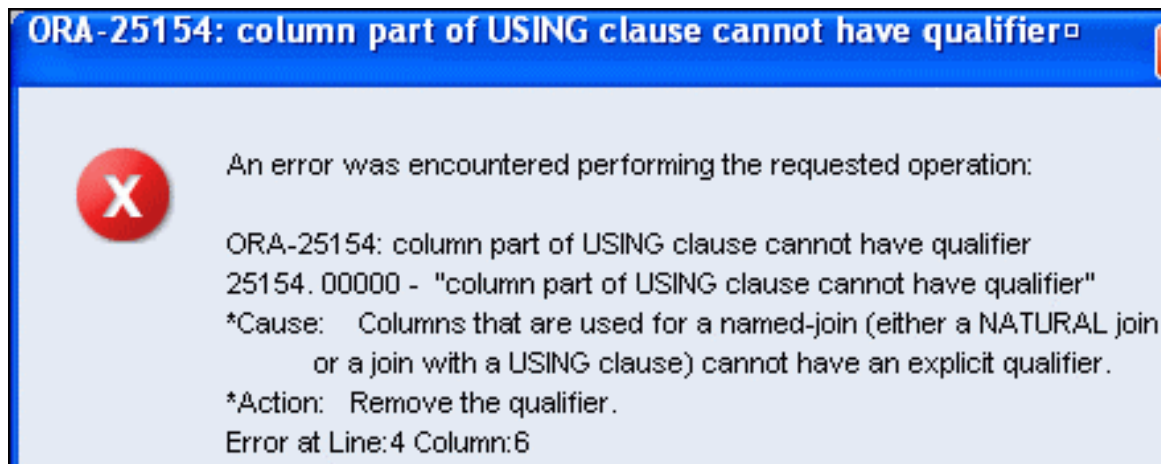 ORA-25154: column part of USING clause cannot have qualifier¤
An error was encountered performing the requested operation:
ORA-25154: column part of USING clause cannot have qualifier
25154. 00000 - "column part of USING clause cannot have qualifier"
*Cause: Columns that are used for a named-join (either a NATURAL join
or a join with a USING clause) cannot have an explicit qualifier.
*Action: Remove the qualifier.
Error at Line:4 Column:6